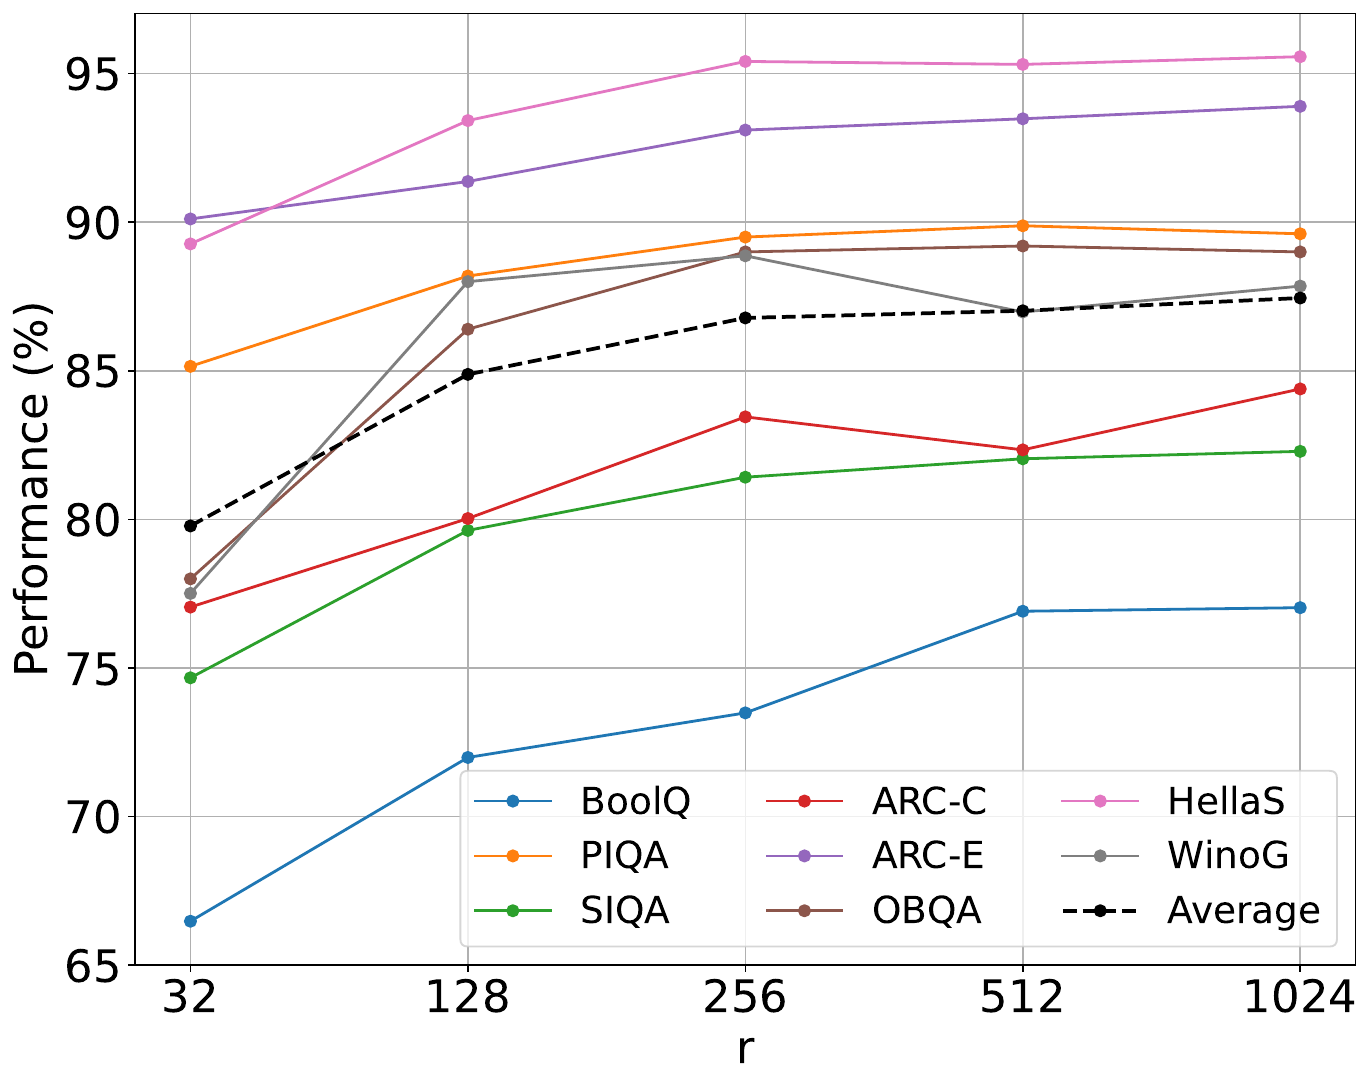 Performance (%)
95
90
85
80
75
70
65
32 128 256 512 1024
r
BoolQ ARC-C HellaS
PIQA ARC-E WinoG
SIQA OBQA Average